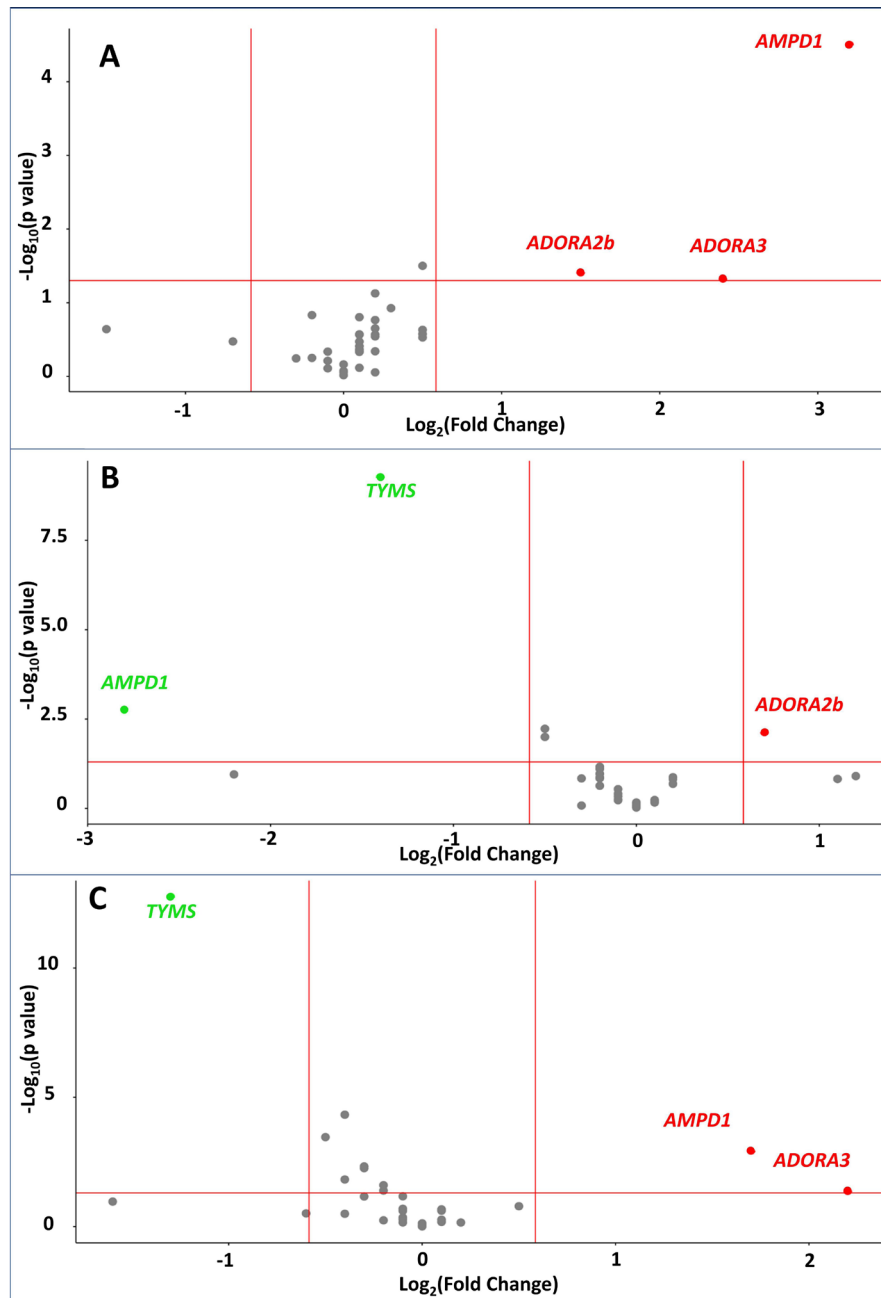 A
AMPD1
4
3
-Log₁₀(p value)
2
ADORA2b
ADORA3
1
0
-1
0
1
2
3
Log₂(Fold Change)
B
TYMS
7.5
-Log₁₀(p value)
5.0
AMPD1
2.5
ADORA2b
0
-3
-2
-1
0
1
Log₂(Fold Change)
C
TYMS
10
-Log₁₀(p value)
5
AMPD1
ADORA3
0
-1
0
1
2
Log₂(Fold Change)